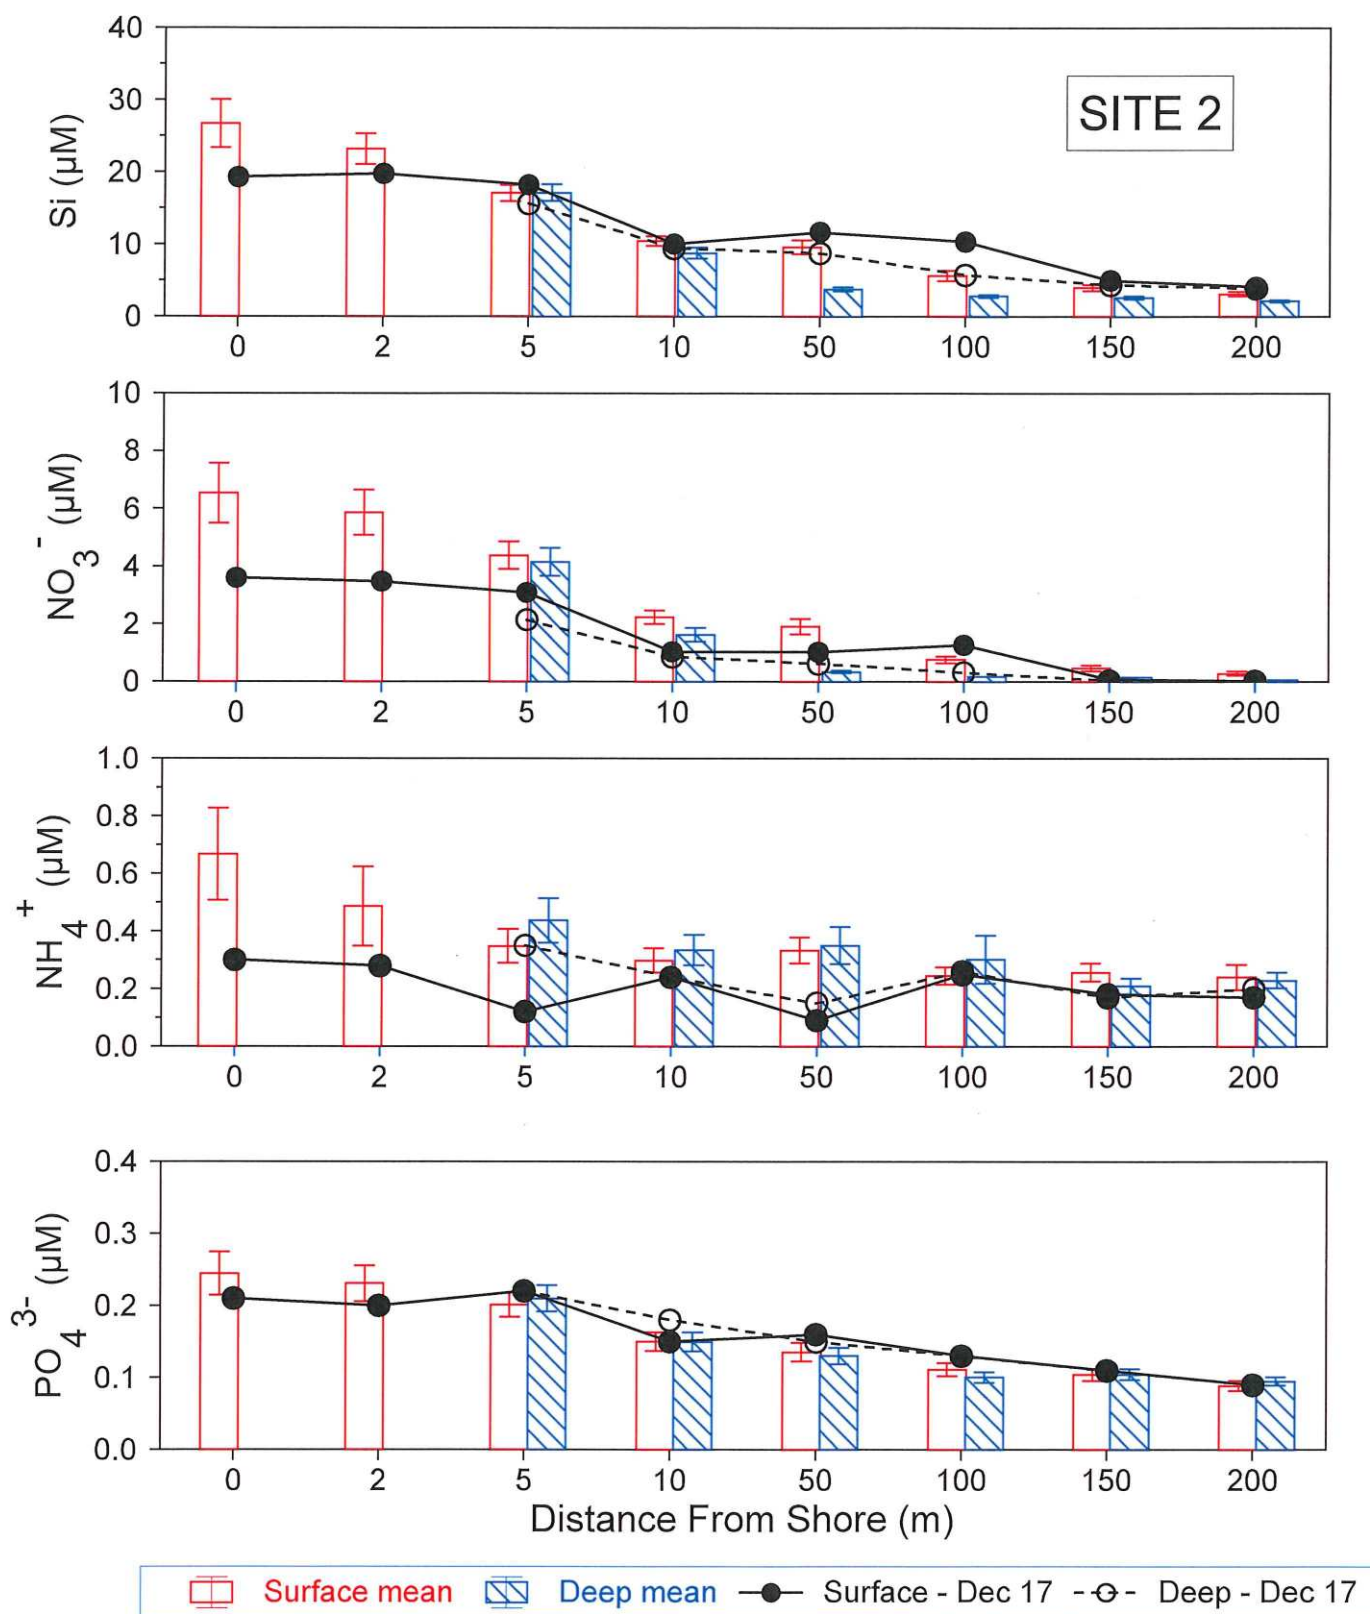 SITE 2
Si (µM)
40
30
20
10
0
0 2 5 10 50 100 150 200
NO3- (µM)
10
8
6
4
2
0
0 2 5 10 50 100 150 200
NH4+ (µM)
1.0
0.8
0.6
0.4
0.2
0.0
0 2 5 10 50 100 150 200
PO43- (µM)
0.4
0.3
0.2
0.1
0.0
0 2 5 10 50 100 150 200
Distance From Shore (m)
Surface mean Deep mean Surface - Dec 17 Deep - Dec 17